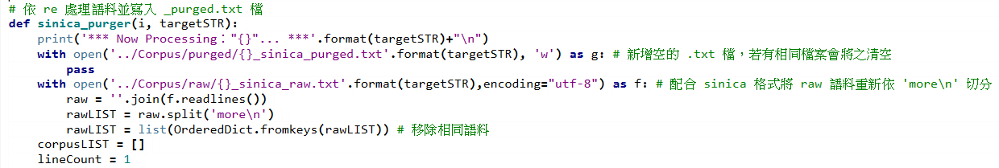 # 依 re 處理語料並寫入 _purged.txt 檔
def sinica_purger(i, targetSTR):
    print('*** Now Processing："{}"... ***'.format(targetSTR)+"\n")
    with open('../Corpus/purged/{}_sinica_purged.txt'.format(targetSTR), 'w') as g: # 新增空的 .txt 檔，若有相同檔案會將之清空
        pass
    with open('../Corpus/raw/{}_sinica_raw.txt'.format(targetSTR),encoding="utf-8") as f: # 配合 sinica 格式將 raw 語料重新依 'more\n' 切分
        raw = ''.join(f.readlines())
        rawLIST = raw.split('more\n')
        rawLIST = list(OrderedDict.fromkeys(rawLIST)) # 移除相同語料
    corpusLIST = []
    lineCount = 1